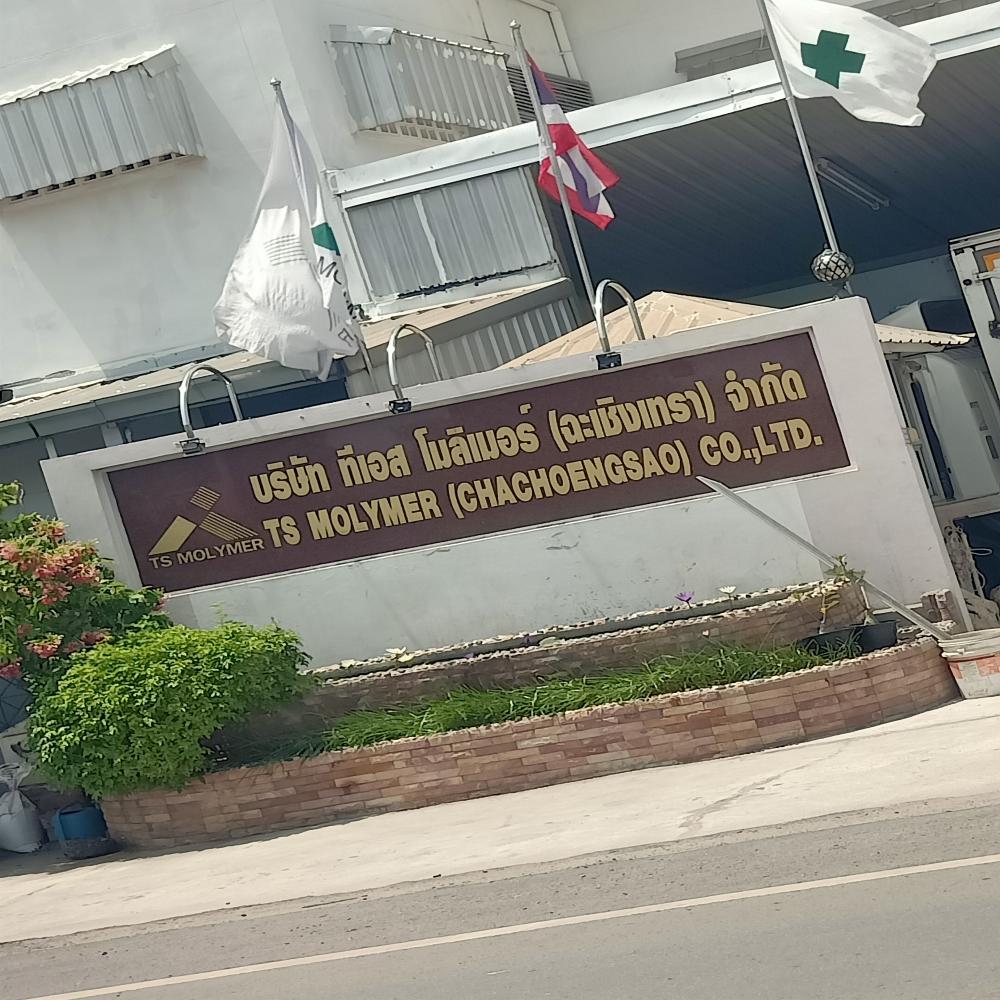 บริษัท ทีเอส โมลิเมอร์ (ฉะเชิงเทรา) จำกัด
TS MOLYMER (CHACHOENGSAO) CO.,LTD.
TS MOLYMER